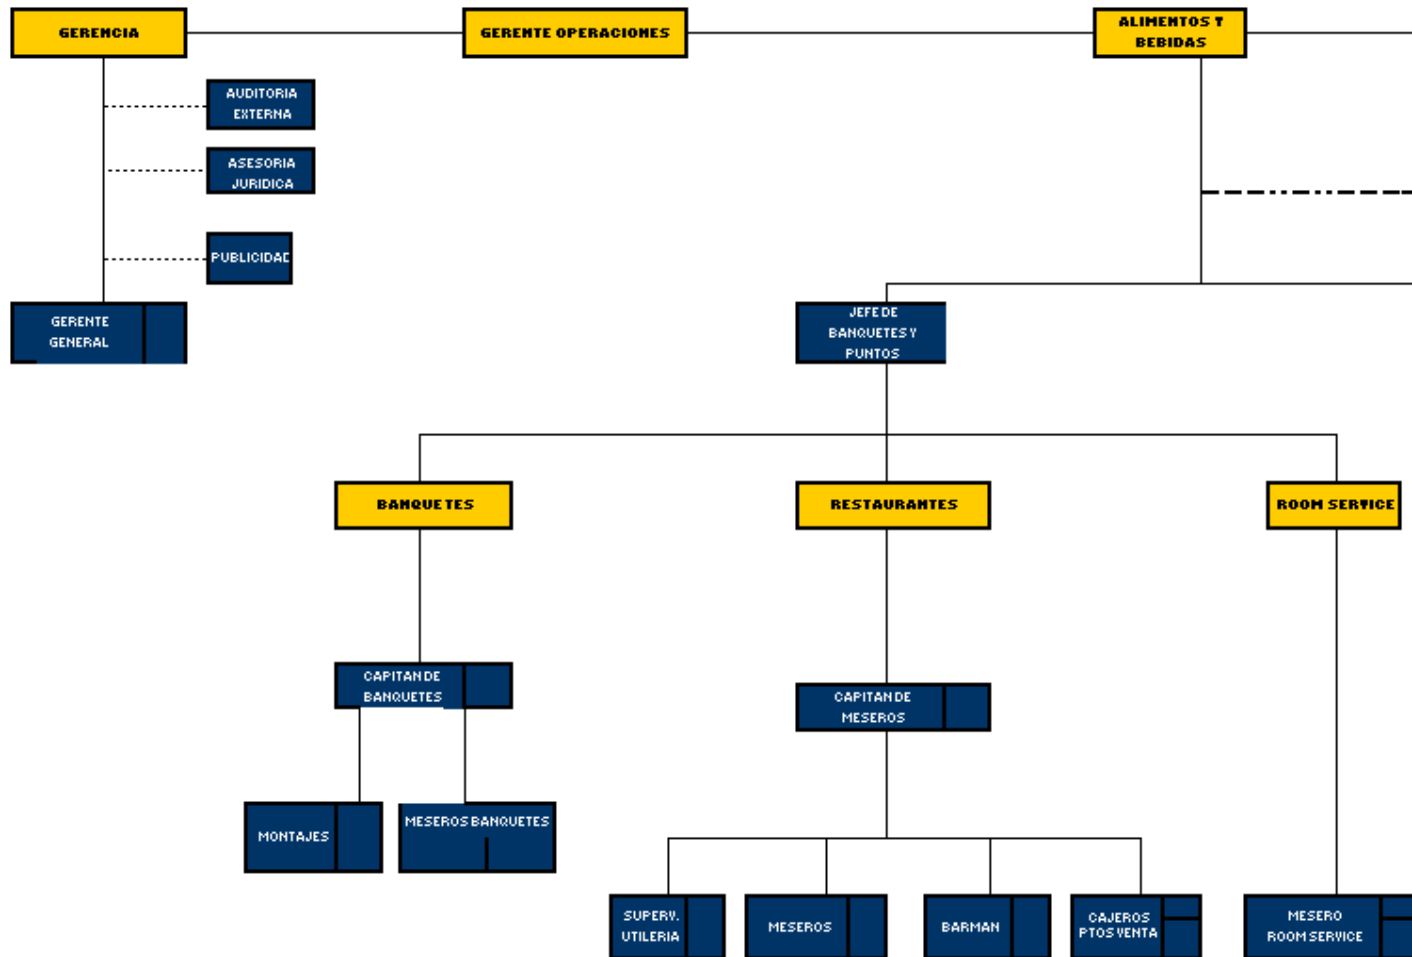 GERENCIA
GERENTE OPERACIONES
ALIMENTOS Y
BEBIDAS
AUDITORIA
EXTERNA
ASESORIA
JURIDICA
PUBLICIDAD
GERENTE
GENERAL
JEFE DE
BANQUETES Y
PUNTOS
BANQUETES
RESTAURANTES
ROOM SERVICE
CAPITAN DE
BANQUETES
CAPITAN DE
MESEROS
MONTAJES
MESEROS BANQUETES
SUPERV.
UTILERIA
MESEROS
BARMAN
CAJEROS
PTOS VENTA
MESERO
ROOM SERVICE